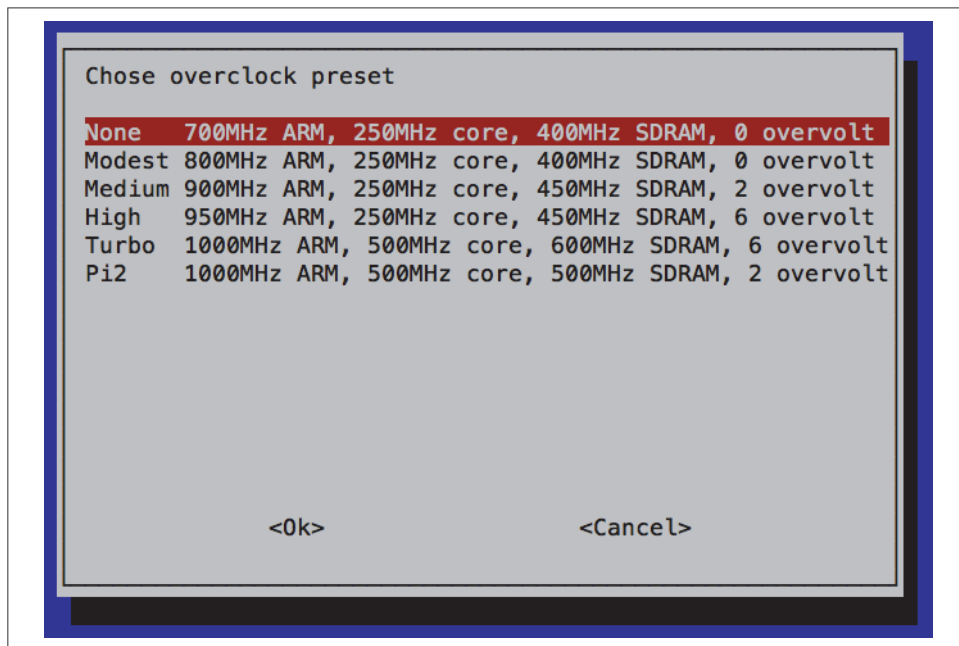 Chose overclock preset
None 700MHz ARM, 250MHz core, 400MHz SDRAM, 0 overvolt
Modest 800MHz ARM, 250MHz core, 400MHz SDRAM, 0 overvolt
Medium 900MHz ARM, 250MHz core, 450MHz SDRAM, 2 overvolt
High 950MHz ARM, 250MHz core, 450MHz SDRAM, 6 overvolt
Turbo 1000MHz ARM, 500MHz core, 600MHz SDRAM, 6 overvolt
Pi2 1000MHz ARM, 500MHz core, 500MHz SDRAM, 2 overvolt
<Ok> <Cancel>